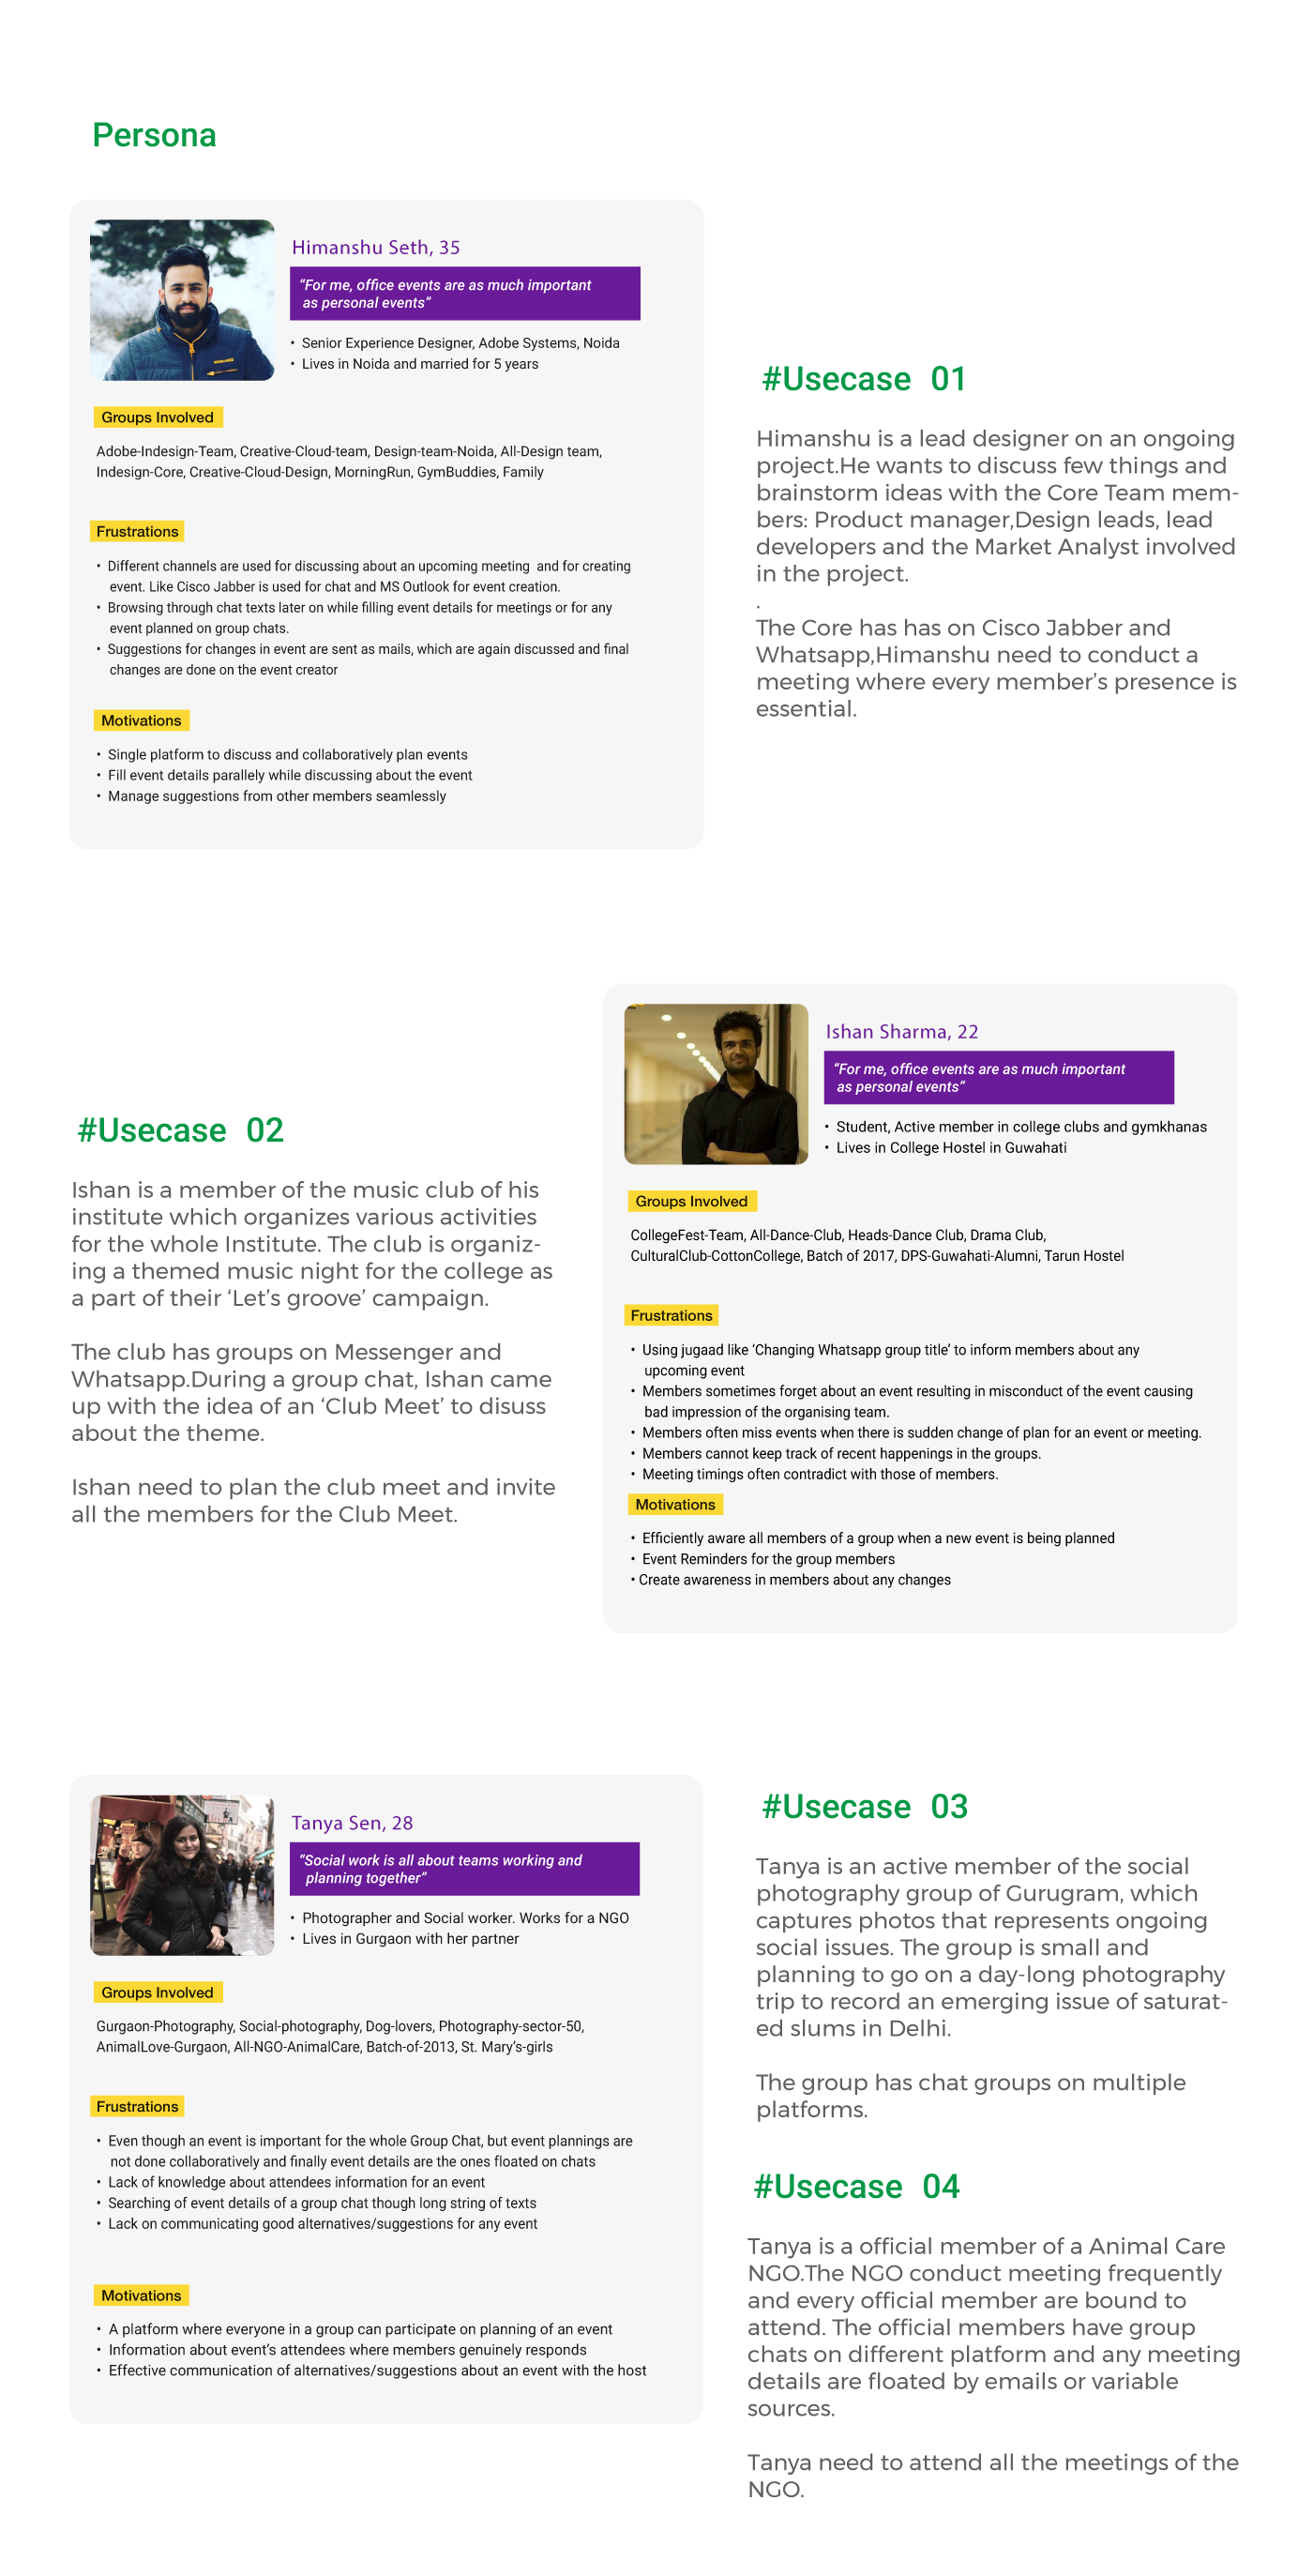 Persona
Himanshu Seth, 35
“For me, office events are as much important
as personal events”
• Senior Experience Designer, Adobe Systems, Noida
• Lives in Noida and married for 5 years
Groups Involved
Adobe-Indesign-Team, Creative-Cloud-team, Design-team-Noida, All-Design team,
Indesign-Core, Creative-Cloud-Design, MorningRun, GymBuddies, Family
Frustrations
• Different channels are used for discussing about an upcoming meeting and for creating
event. Like Cisco Jabber is used for chat and MS Outlook for event creation.
• Browsing through chat texts later on while filling event details for meetings or for any
event planned on group chats.
• Suggestions for changes in event are sent as mails, which are again discussed and final
changes are done on the event creator
Motivations
• Single platform to discuss and collaboratively plan events
• Fill event details parallely while discussing about the event
• Manage suggestions from other members seamlessly
#Usecase 01
Himanshu is a lead designer on an ongoing
project.He wants to discuss few things and
brainstorm ideas with the Core Team mem-
bers: Product manager,Design leads, lead
developers and the Market Analyst involved
in the project.
.
The Core has has on Cisco Jabber and
Whatsapp,Himanshu need to conduct a
meeting where every member’s presence is
essential.
#Usecase 02
Ishan is a member of the music club of his
institute which organizes various activities
for the whole Institute. The club is organiz-
ing a themed music night for the college as
a part of their ‘Let’s groove’ campaign.
The club has groups on Messenger and
Whatsapp.During a group chat, Ishan came
up with the idea of an ‘Club Meet’ to disuss
about the theme.
Ishan need to plan the club meet and invite
all the members for the Club Meet.
Ishan Sharma, 22
“For me, office events are as much important
as personal events”
• Student, Active member in college clubs and gymkhanas
• Lives in College Hostel in Guwahati
Groups Involved
CollegeFest-Team, All-Dance-Club, Heads-Dance Club, Drama Club,
CulturalClub-CottonCollege, Batch of 2017, DPS-Guwahati-Alumni, Tarun Hostel
Frustrations
• Using jugaad like ‘Changing Whatsapp group title’ to inform members about any
upcoming event
• Members sometimes forget about an event resulting in misconduct of the event causing
bad impression of the organising team.
• Members often miss events when there is sudden change of plan for an event or meeting.
• Members cannot keep track of recent happenings in the groups.
• Meeting timings often contradict with those of members.
Motivations
• Efficiently aware all members of a group when a new event is being planned
• Event Reminders for the group members
• Create awareness in members about any changes
Tanya Sen, 28
“Social work is all about teams working and
planning together”
• Photographer and Social worker. Works for a NGO
• Lives in Gurgaon with her partner
Groups Involved
Gurgaon-Photography, Social-photography, Dog-lovers, Photography-sector-50,
AnimalLove-Gurgaon, All-NGO-AnimalCare, Batch-of-2013, St. Mary’s-girls
Frustrations
• Even though an event is important for the whole Group Chat, but event plannings are
not done collaboratively and finally event details are the ones floated on chats
• Lack of knowledge about attendees information for an event
• Searching of event details of a group chat though long string of texts
• Lack on communicating good alternatives/suggestions for any event
Motivations
• A platform where everyone in a group can participate on planning of an event
• Information about event’s attendees where members genuinely responds
• Effective communication of alternatives/suggestions about an event with the host
#Usecase 03
Tanya is an active member of the social
photography group of Gurugram, which
captures photos that represents ongoing
social issues. The group is small and
planning to go on a day-long photography
trip to record an emerging issue of saturat-
ed slums in Delhi.
The group has chat groups on multiple
platforms.
#Usecase 04
Tanya is a official member of a Animal Care
NGO.The NGO conduct meeting frequently
and every official member are bound to
attend. The official members have group
chats on different platform and any meeting
details are floated by emails or variable
sources.
Tanya need to attend all the meetings of the
NGO.